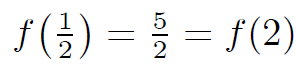 f(1/2) = 5/2 = f(2)